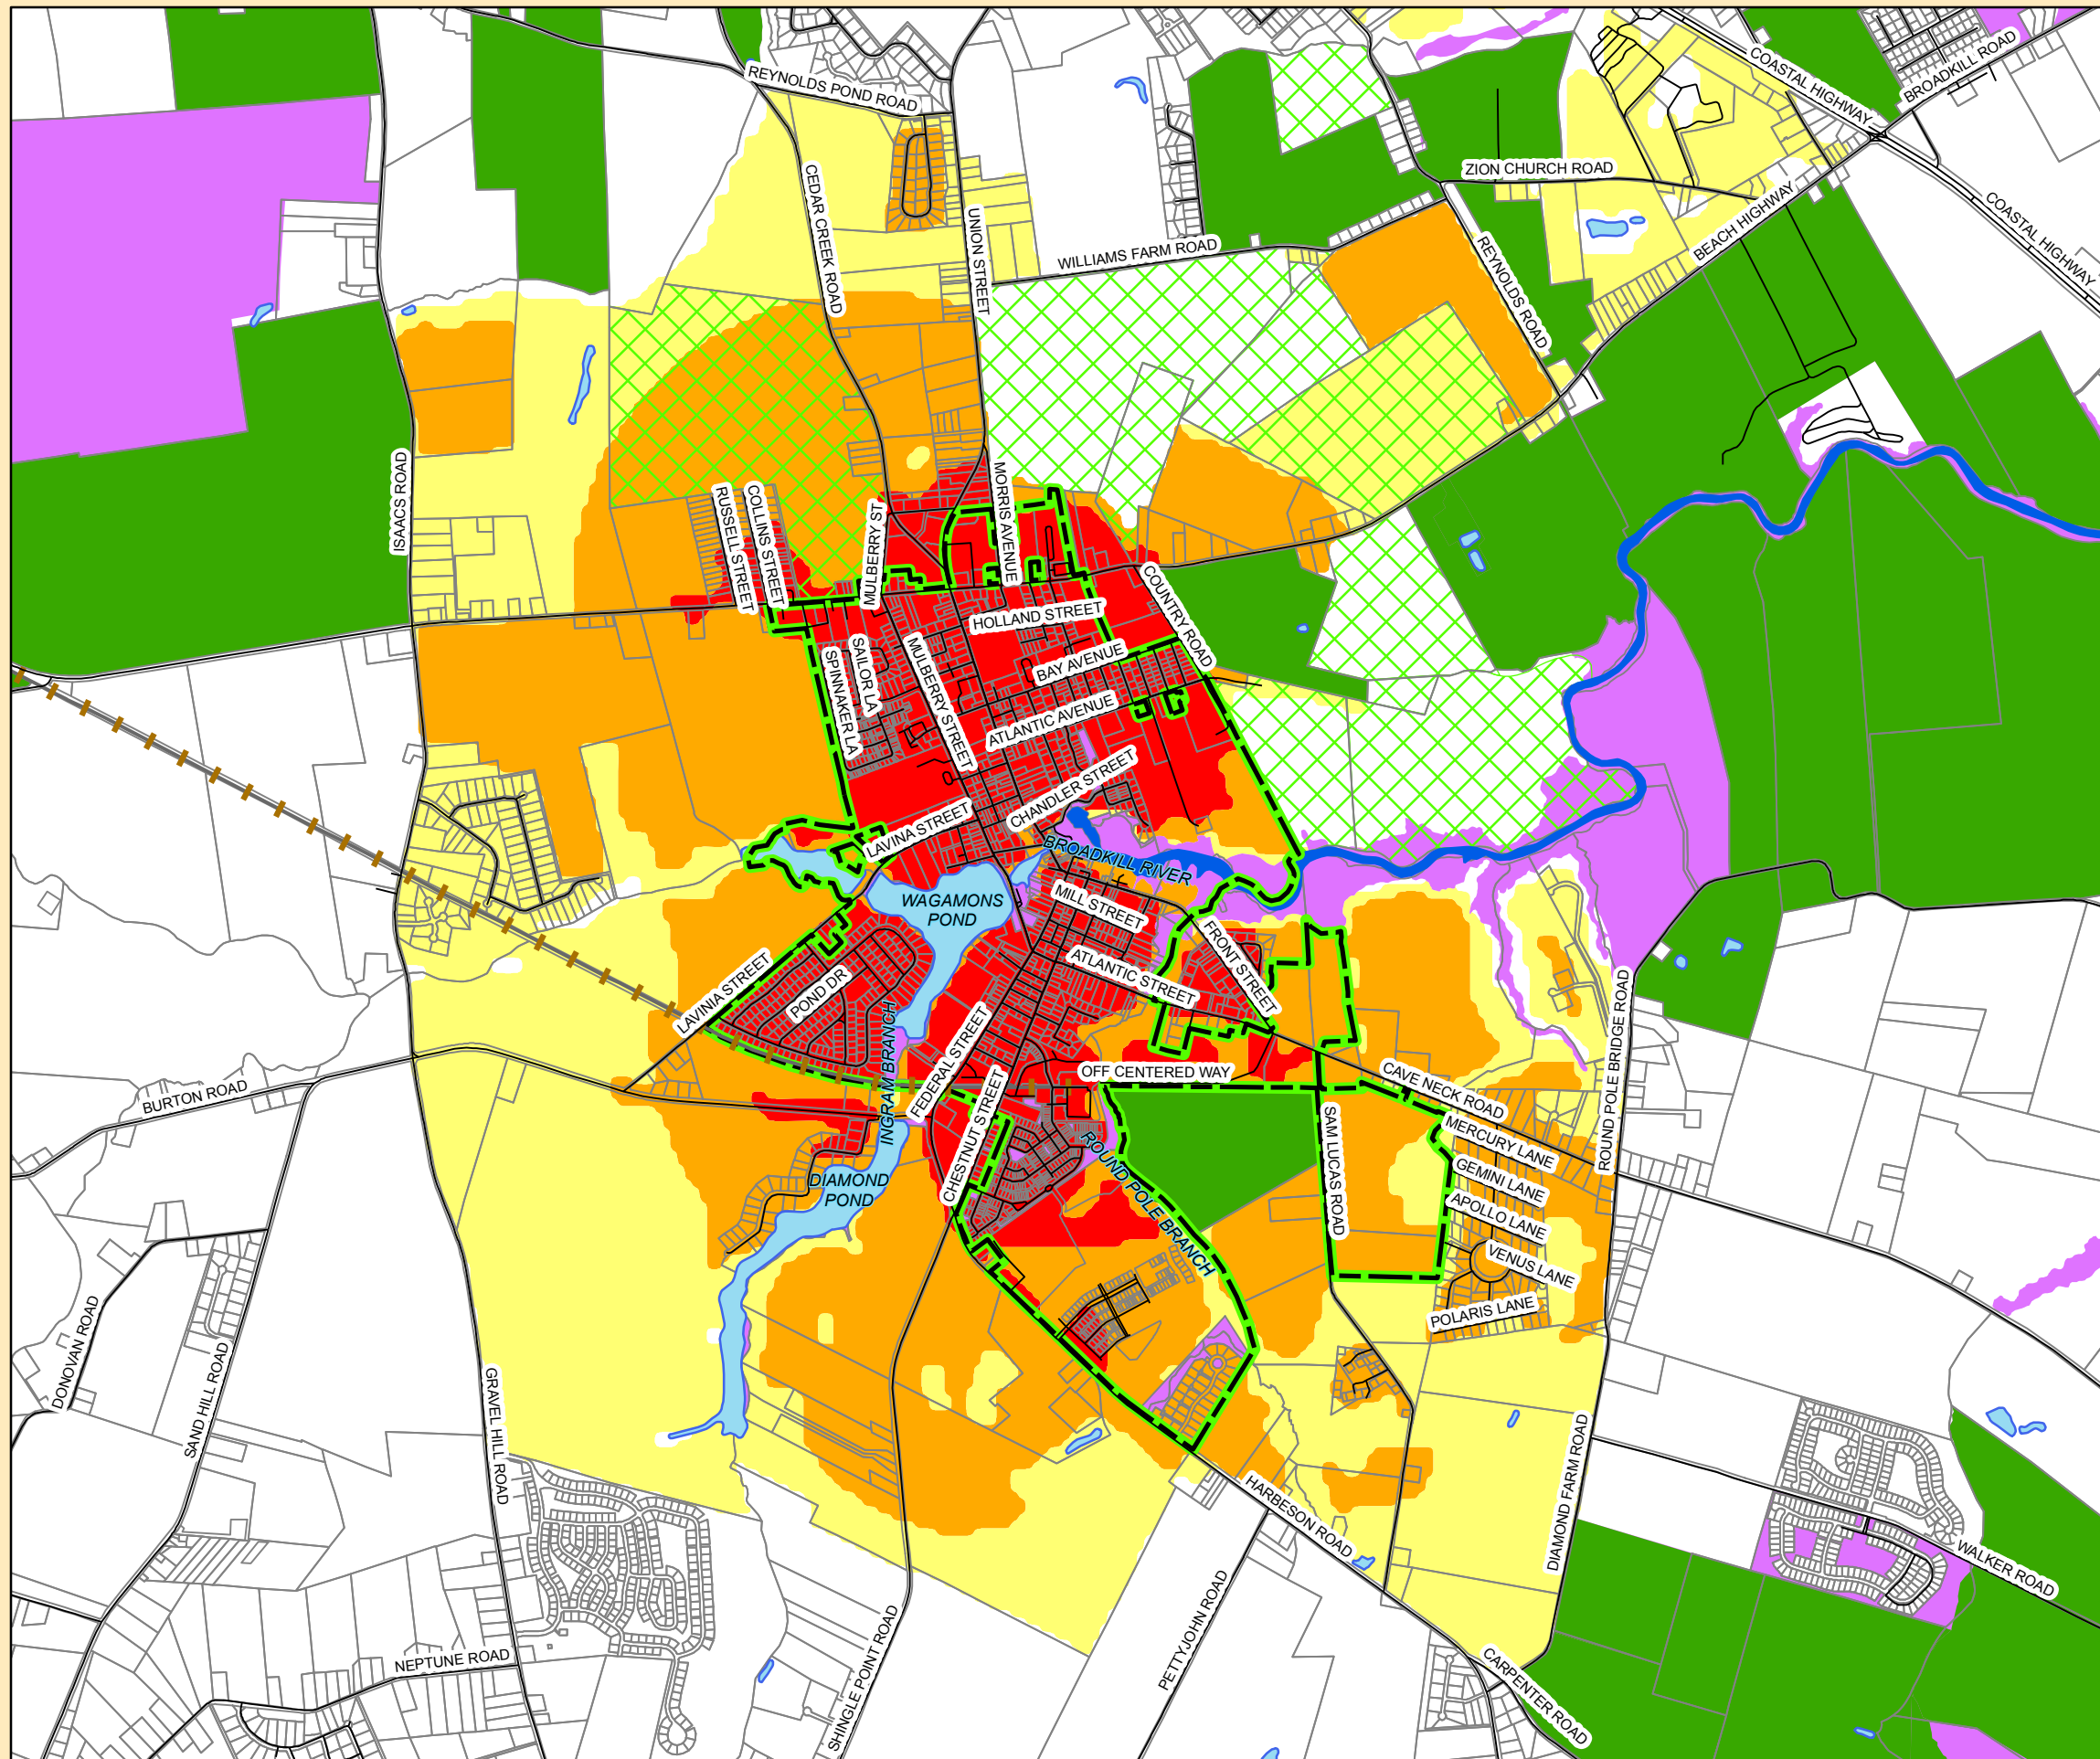 REYNOLDS POND ROAD
COASTAL HIGHWAY
BROADKILL ROAD
ZION CHURCH ROAD
CEDAR CREEK ROAD
UNION STREET
WILLIAMS FARM ROAD
REYNOLDS ROAD
BEACH HIGHWAY
COASTAL HIGHWAY
ISAACS ROAD
RUSSELL STREET
COLLINS STREET
MULBERRY ST
MORRIS AVENUE
COUNTRY ROAD
HOLLAND STREET
SPINNAKER LA
SAILOR LA
MULBERRY STREET
BAY AVENUE
ATLANTIC AVENUE
CHANDLER STREET
LAVINA STREET
BROADKILL RIVER
WAGAMONS
POND
MILL STREET
FRONT STREET
ATLANTIC STREET
LAVINIA STREET
POND DR
INGRAM BRANCH
FEDERAL STREET
OFF CENTERED WAY
CAVE NECK ROAD
ROUND POLE BRIDGE ROAD
BURTON ROAD
CHESTNUT STREET
ROUND POLE BRANCH
SAM LUCAS ROAD
MERCURY LANE
GEMINI LANE
APOLLO LANE
VENUS LANE
POLARIS LANE
DIAMOND
POND
DONOVAN ROAD
SAND HILL ROAD
GRAVEL HILL ROAD
HARBESON ROAD
DIAMOND FARM ROAD
WALKER ROAD
NEPTUNE ROAD
SHINGLE POINT ROAD
PETTYJOHN ROAD
CARPENTER ROAD